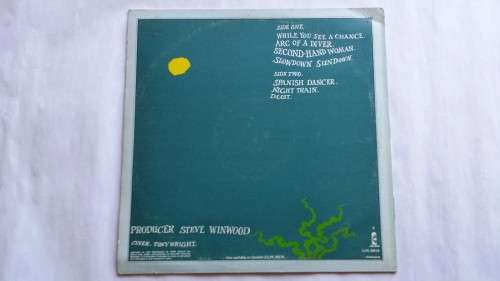 SIDE ONE.
WHILE YOU SEE A CHANCE.
ARC OF A DIVER.
SECOND-HAND WOMAN.
SLOWDOWN SUNDOWN.
SIDE TWO.
SPANISH DANCER.
NIGHT TRAIN.
DUST.
PRODUCER STEVE WINWOOD
COVER. TONY WRIGHT.